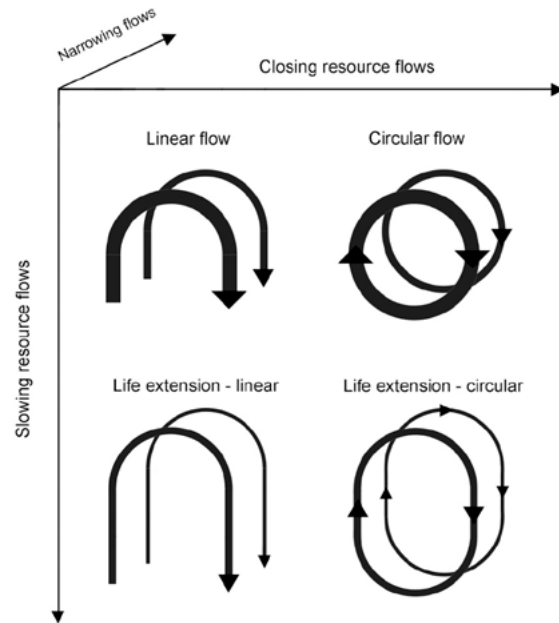 Narrowing flows
Closing resource flows
Linear flow
Circular flow
Slowing resource flows
Life extension - linear
Life extension - circular